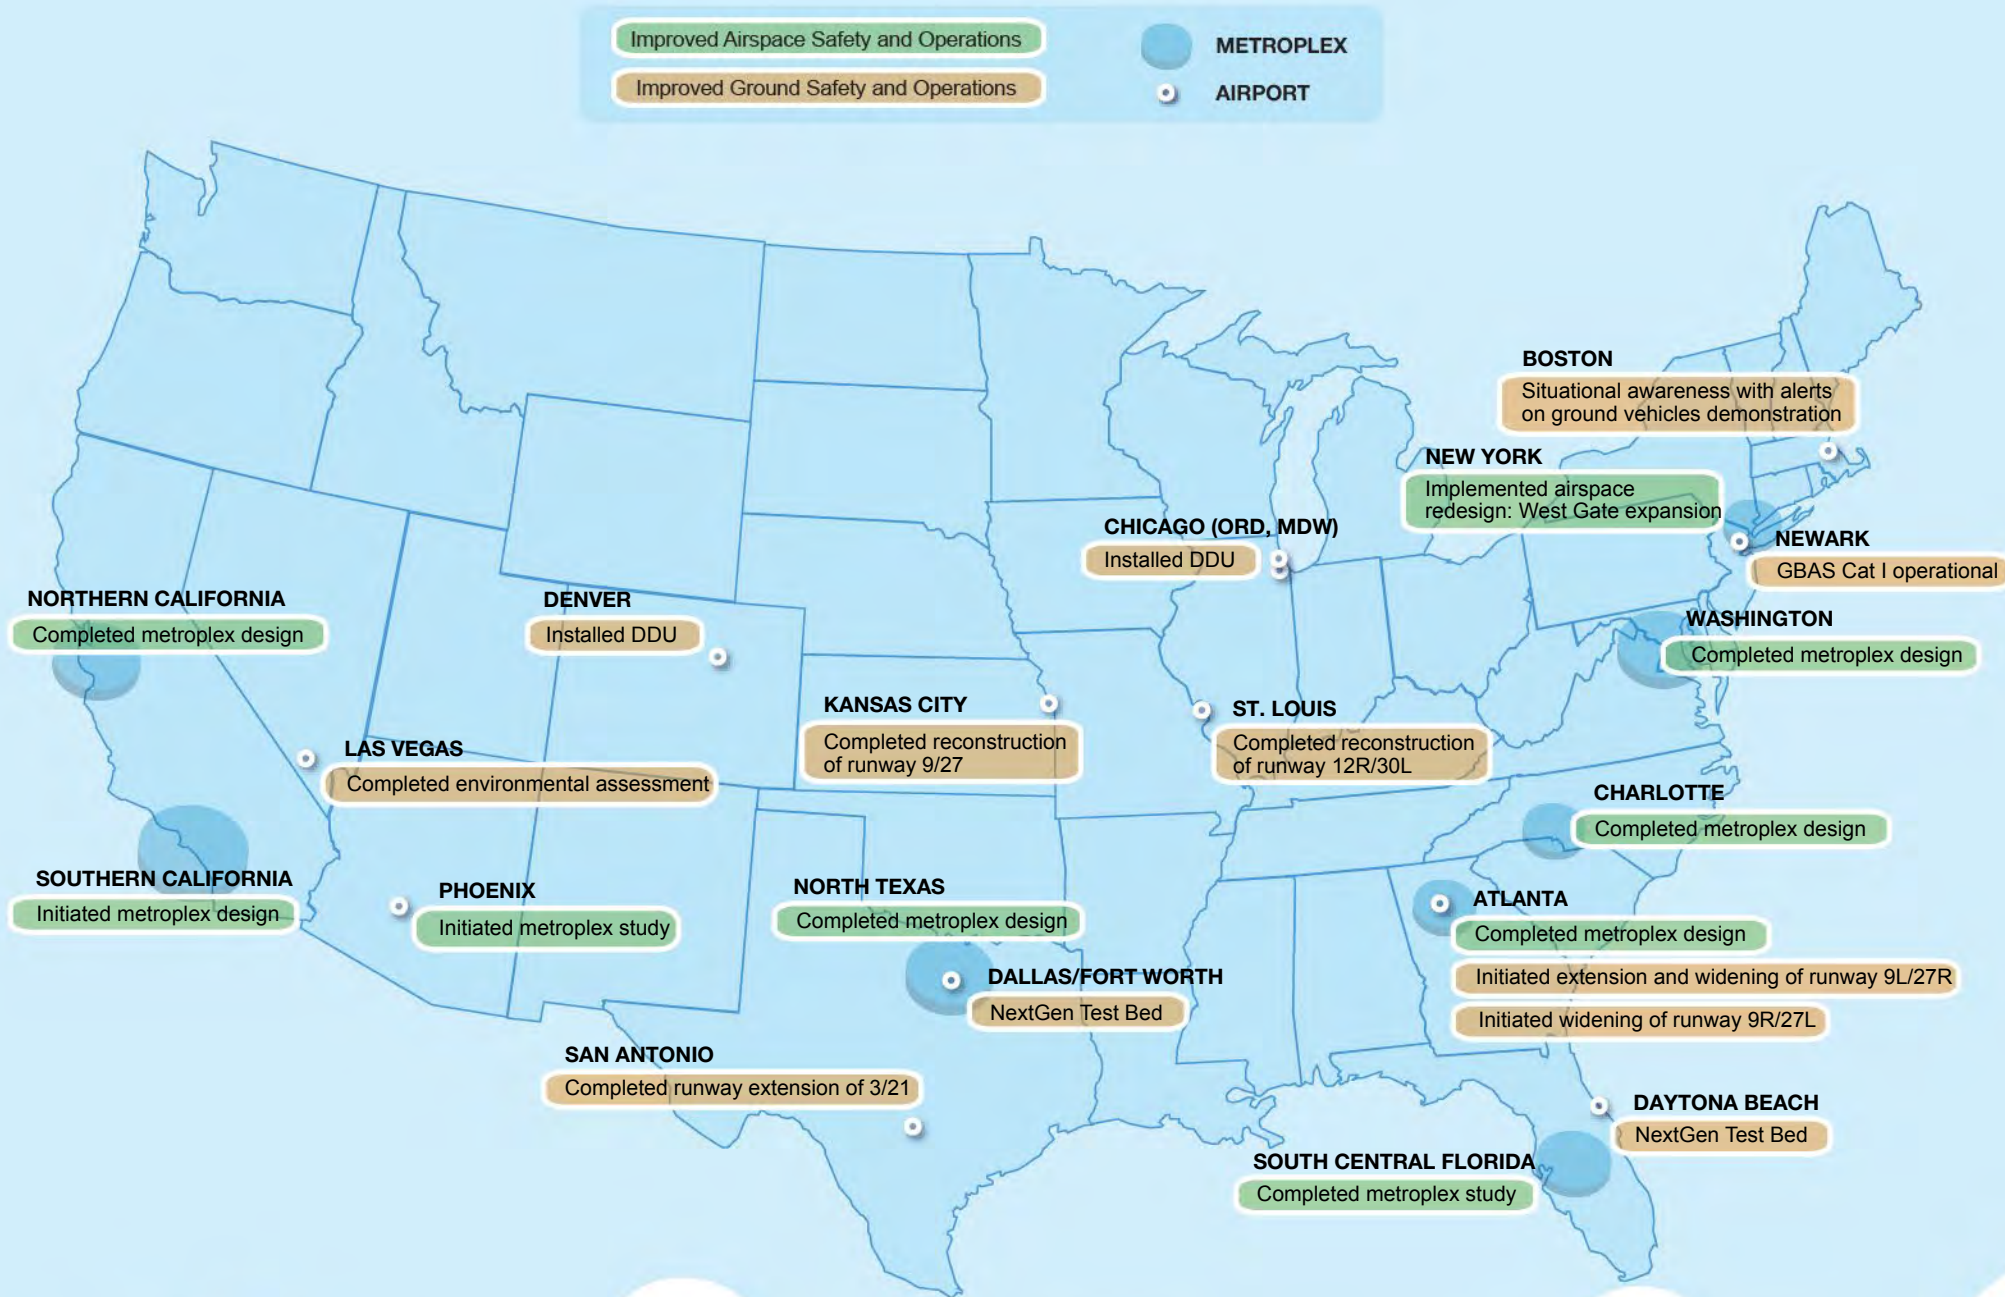 Improved Airspace Safety and Operations
Improved Ground Safety and Operations
METROPLEX
AIRPORT
BOSTON
Situational awareness with alerts
on ground vehicles demonstration
NEW YORK
Implemented airspace
redesign: West Gate expansion
CHICAGO (ORD, MDW)
Installed DDU
NEWARK
GBAS Cat I operational
NORTHERN CALIFORNIA
Completed metroplex design
DENVER
Installed DDU
WASHINGTON
Completed metroplex design
KANSAS CITY
Completed reconstruction
of runway 9/27
ST. LOUIS
Completed reconstruction
of runway 12R/30L
LAS VEGAS
Completed environmental assessment
CHARLOTTE
Completed metroplex design
SOUTHERN CALIFORNIA
Initiated metroplex design
PHOENIX
Initiated metroplex study
NORTH TEXAS
Completed metroplex design
ATLANTA
Completed metroplex design
Initiated extension and widening of runway 9L/27R
Initiated widening of runway 9R/27L
DALLAS/FORT WORTH
NextGen Test Bed
SAN ANTONIO
Completed runway extension of 3/21
DAYTONA BEACH
NextGen Test Bed
SOUTH CENTRAL FLORIDA
Completed metroplex study